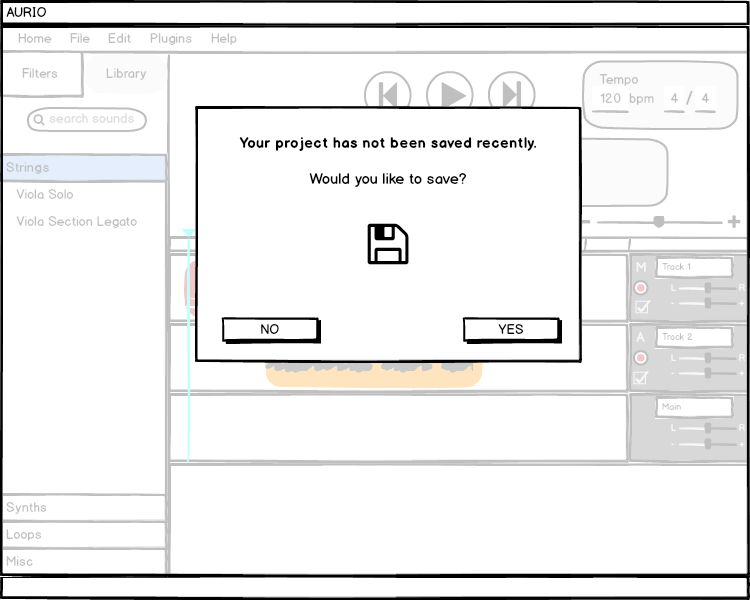 AURIO
Home File Edit Plugins Help
Filters Library
Tempo
120 bpm 4 / 4
search sounds
Your project has not been saved recently.
Would you like to save?
NO YES
Strings
Viola Solo
Viola Section Legato
M Track 1
L R
- +
A Track 2
L R
- +
Main
L R
- +
Synths
Loops
Misc